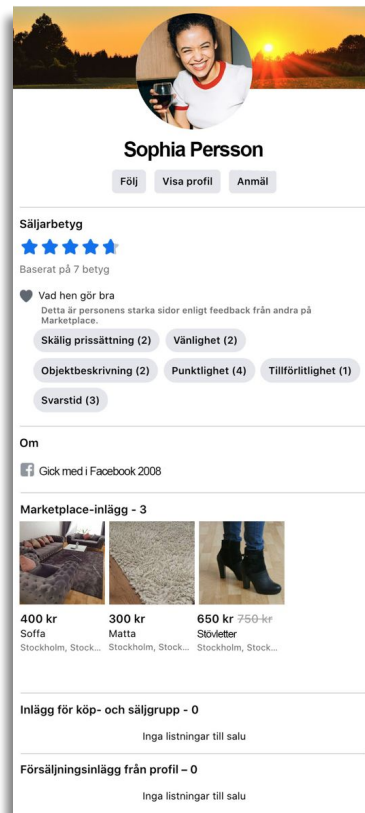 Sophia Persson
Följ Visa profil Anmäl
Säljarbetyg
Baserat på 7 betyg
Vad hen gör bra
Detta är personens starka sidor enligt feedback från andra på
Marketplace.
Skälig prissättning (2) Vänlighet (2)
Objektbeskrivning (2) Punktlighet (4) Tillförlitlighet (1)
Svarstid (3)
Om
Gick med i Facebook 2008
Marketplace-inlägg - 3
400 kr 300 kr 650 kr 750 kr
Soffa Matta Stövletter
Stockholm, Stock... Stockholm, Stock... Stockholm, Stock...
Inlägg för köp- och säljgrupp - 0
Inga listningar till salu
Försäljningsinlägg från profil – 0
Inga listningar till salu